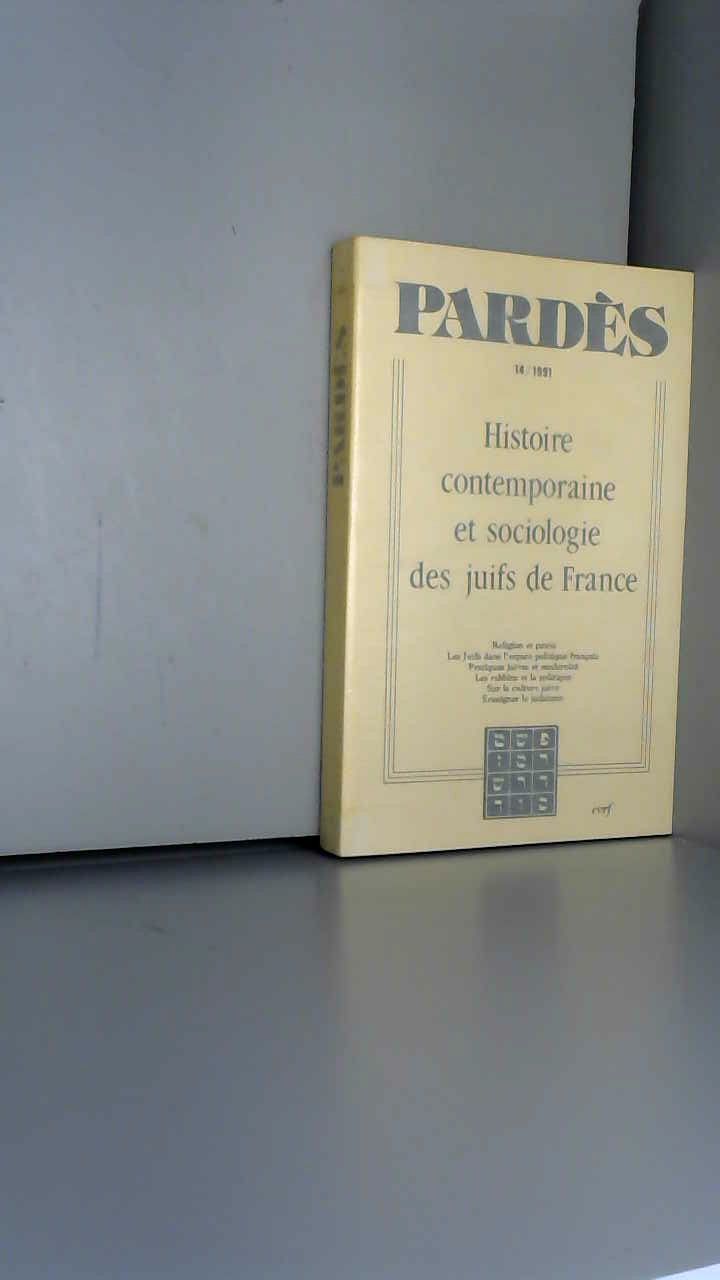 PARDÈS
14 / 1991
Histoire
contemporaine
et sociologie
des juifs de France
Religion et
Les Juifs dans l'espace politique français
Pratiques juives et modernité
Les rabbins et la politique
Sur la culture juive
Enseigner le judaïsme
פ ס ש ם
ר מ ו
ד ר ש
ס ו ד
cerf
PARDÈS